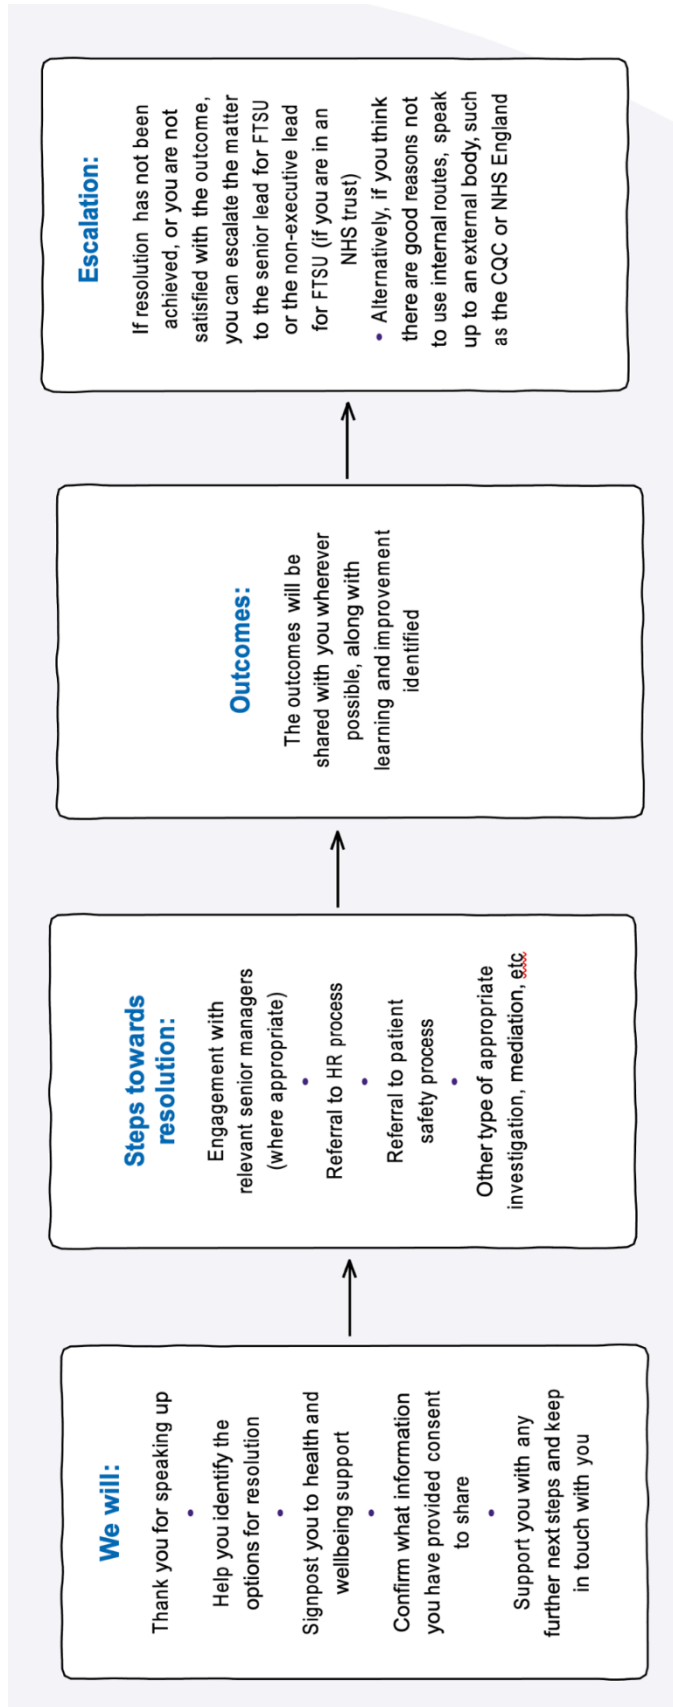 We will:
Thank you for speaking up
•
Help you identify the
options for resolution
•
Signpost you to health and
wellbeing support
•
Confirm what information
you have provided consent
to share
•
Support you with any
further next steps and keep
in touch with you
Steps towards
resolution:
Engagement with
relevant senior managers
(where appropriate)
•
Referral to HR process
•
Referral to patient
safety process
•
Other type of appropriate
investigation, mediation, etc
Outcomes:
The outcomes will be
shared with you wherever
possible, along with
learning and improvement
identified
Escalation:
If resolution has not been
achieved, or you are not
satisfied with the outcome,
you can escalate the matter
to the senior lead for FTSU
or the non-executive lead
for FTSU (if you are in an
NHS trust)
• Alternatively, if you think
there are good reasons not
to use internal routes, speak
up to an external body, such
as the CQC or NHS England